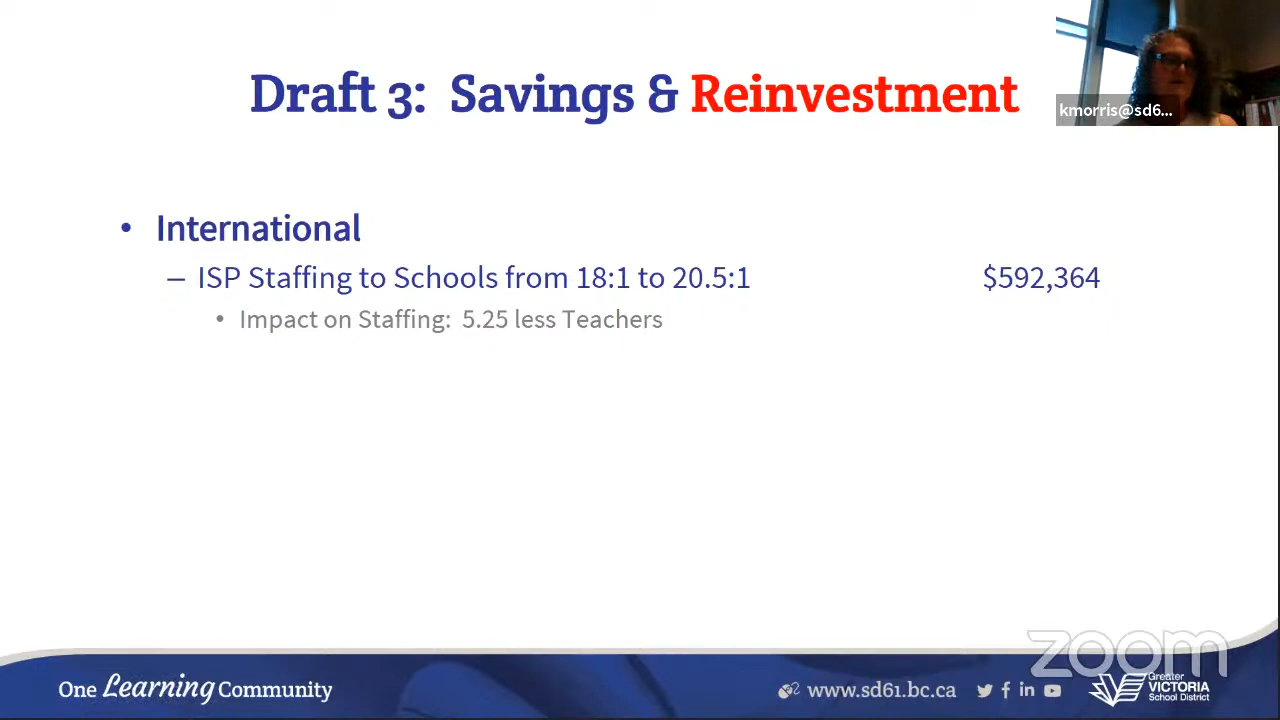 Draft 3: Savings & Reinvestment
kmorris@sd6...
• International
– ISP Staffing to Schools from 18:1 to 20.5:1 $592,364
• Impact on Staffing: 5.25 less Teachers
zoom
One Learning Community
www.sd61.bc.ca
Greater
VICTORIA
School District